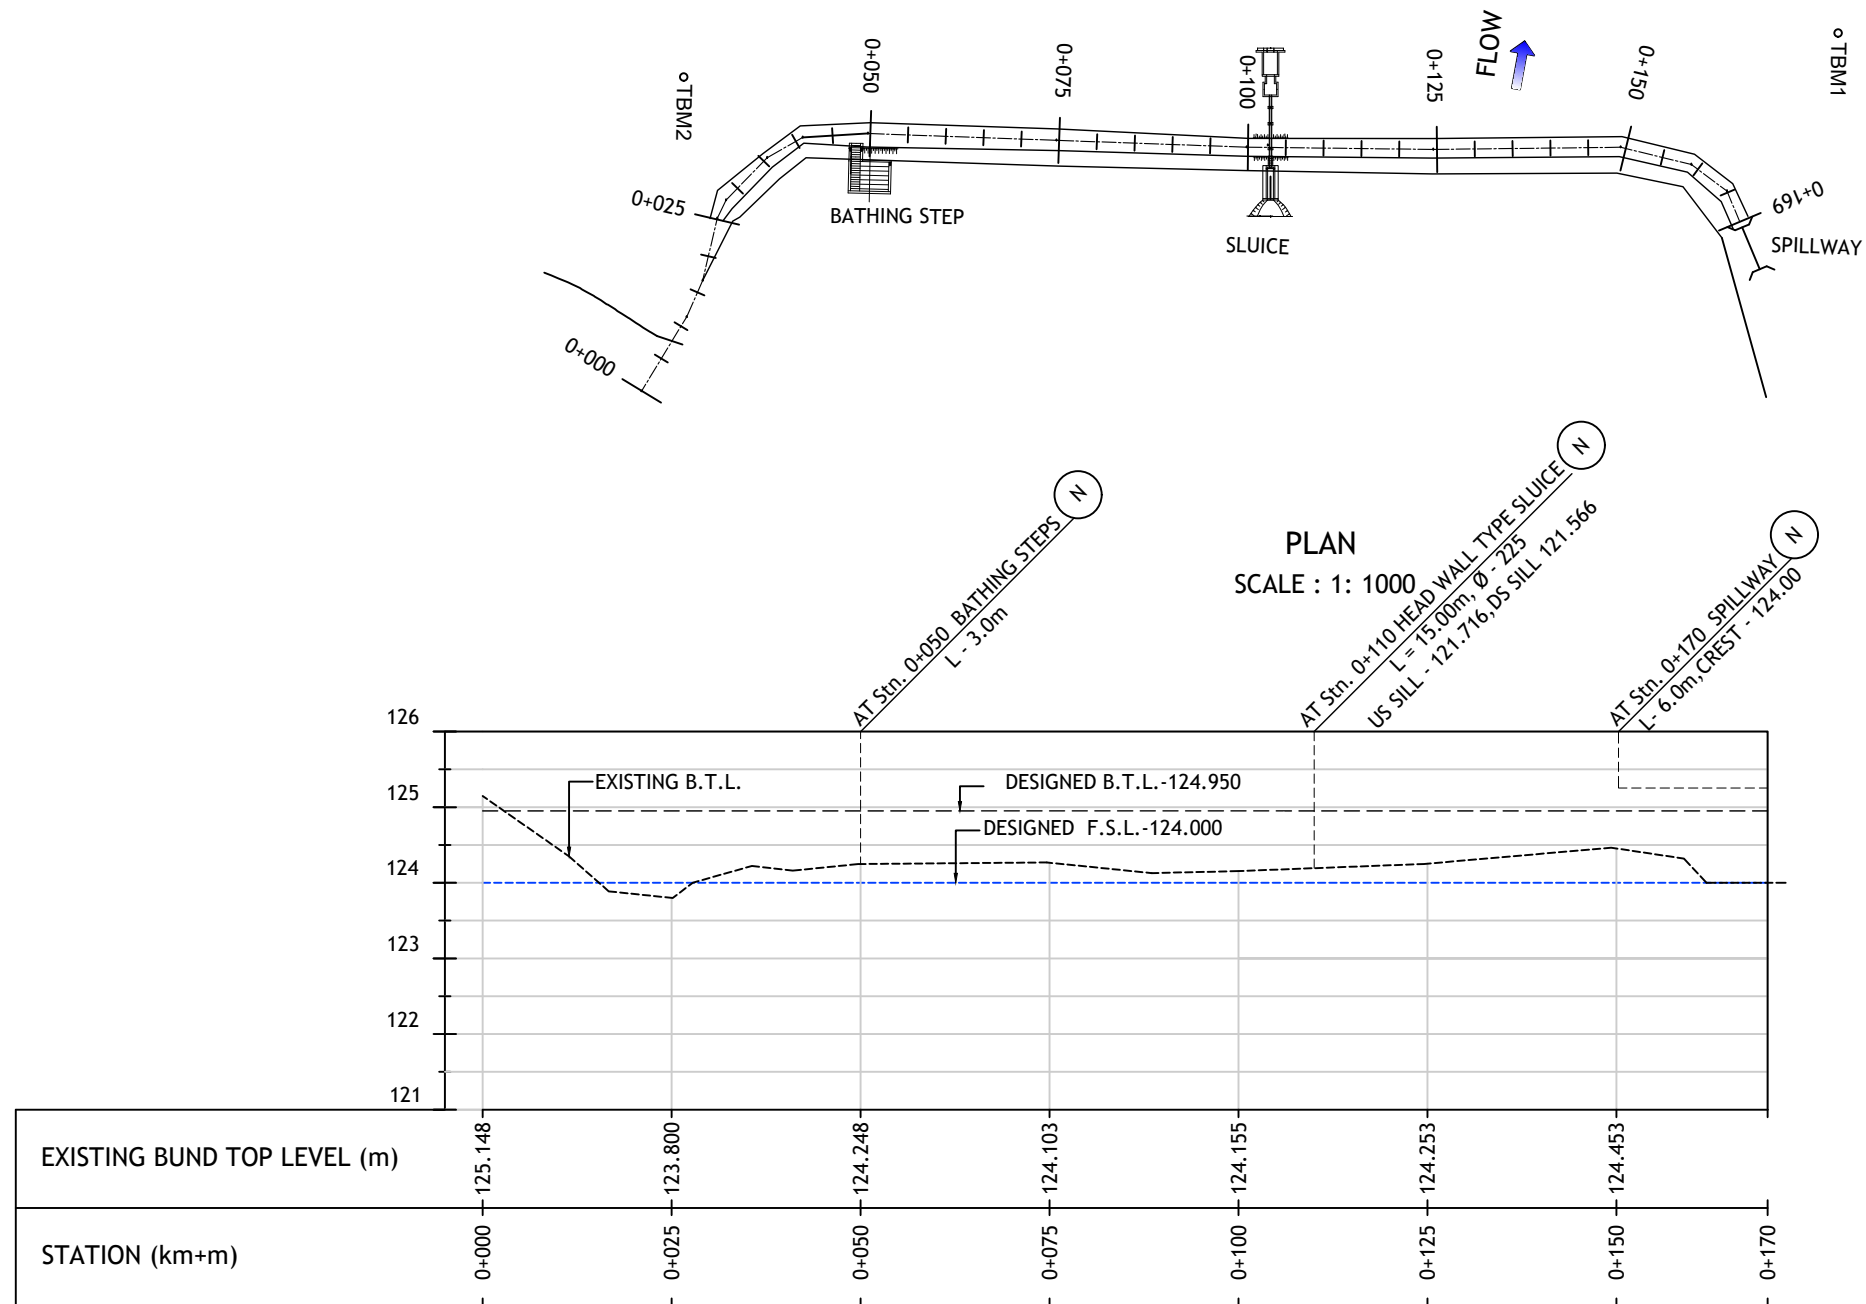 TBM2
0+050
0+075
0+100
0+125
FLOW
0+150
TBM1
0+025
BATHING STEP
SLUICE
0+169
SPILLWAY
0+000
PLAN
SCALE : 1: 1000
AT Stn. 0+050 BATHING STEPS
L - 3.0m
N
AT Stn. 0+110 HEAD WALL TYPE SLUICE
L = 15.00m, Ø - 225
US SILL - 121.716,DS SILL 121.566
N
AT Stn. 0+170 SPILLWAY
L- 6.0m,CREST - 124.00
N
126
125
124
123
122
121
EXISTING B.T.L.
DESIGNED B.T.L.-124.950
DESIGNED F.S.L.-124.000
EXISTING BUND TOP LEVEL (m)
125.148
123.800
124.248
124.103
124.155
124.253
124.453
STATION (km+m)
0+000
0+025
0+050
0+075
0+100
0+125
0+150
0+170